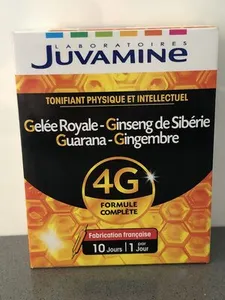 LABORATOIRES
JUVAMINE
TONIFIANT PHYSIQUE ET INTELLECTUEL
Gelée Royale - Ginseng de Sibérie
Guarana - Gingembre
4G
FORMULE
COMPLÈTE
Fabrication française
10 Jours | 1 par Jour